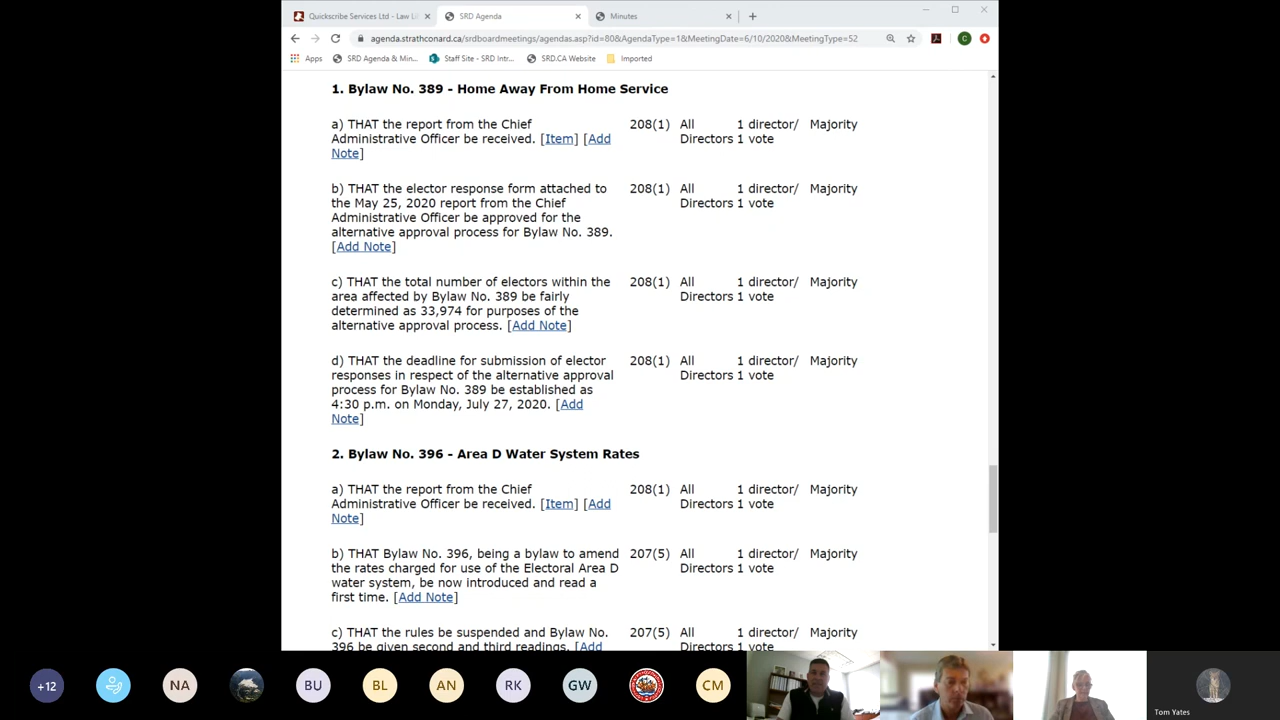 Quickscribe Services Ltd - Law Li
SRD Agenda
Minutes
agenda.strathconard.ca/srdboardmeetings/agendas.asp?id=80&AgendaType=1&MeetingDate=6/10/2020&MeetingType=52
C
Apps
SRD Agenda & Min...
Staff Site - SRD Intr...
SRD.CA Website
Imported
1. Bylaw No. 389 - Home Away From Home Service
a) THAT the report from the Chief 208(1) All 1 director/ Majority
Administrative Officer be received. [Item] [Add Directors 1 vote
Note]
b) THAT the elector response form attached to 208(1) All 1 director/ Majority
the May 25, 2020 report from the Chief Directors 1 vote
Administrative Officer be approved for the
alternative approval process for Bylaw No. 389.
[Add Note]
c) THAT the total number of electors within the 208(1) All 1 director/ Majority
area affected by Bylaw No. 389 be fairly Directors 1 vote
determined as 33,974 for purposes of the
alternative approval process. [Add Note]
d) THAT the deadline for submission of elector 208(1) All 1 director/ Majority
responses in respect of the alternative approval Directors 1 vote
process for Bylaw No. 389 be established as
4:30 p.m. on Monday, July 27, 2020. [Add
Note]
2. Bylaw No. 396 - Area D Water System Rates
a) THAT the report from the Chief 208(1) All 1 director/ Majority
Administrative Officer be received. [Item] [Add Directors 1 vote
Note]
b) THAT Bylaw No. 396, being a bylaw to amend 207(5) All 1 director/ Majority
the rates charged for use of the Electoral Area D Directors 1 vote
water system, be now introduced and read a
first time. [Add Note]
c) THAT the rules be suspended and Bylaw No. 207(5) All 1 director/ Majority
396 be given second and third readings. [Add Directors 1 vote
+12
NA
BU
BL
AN
RK
GW
CM
Tom Yates